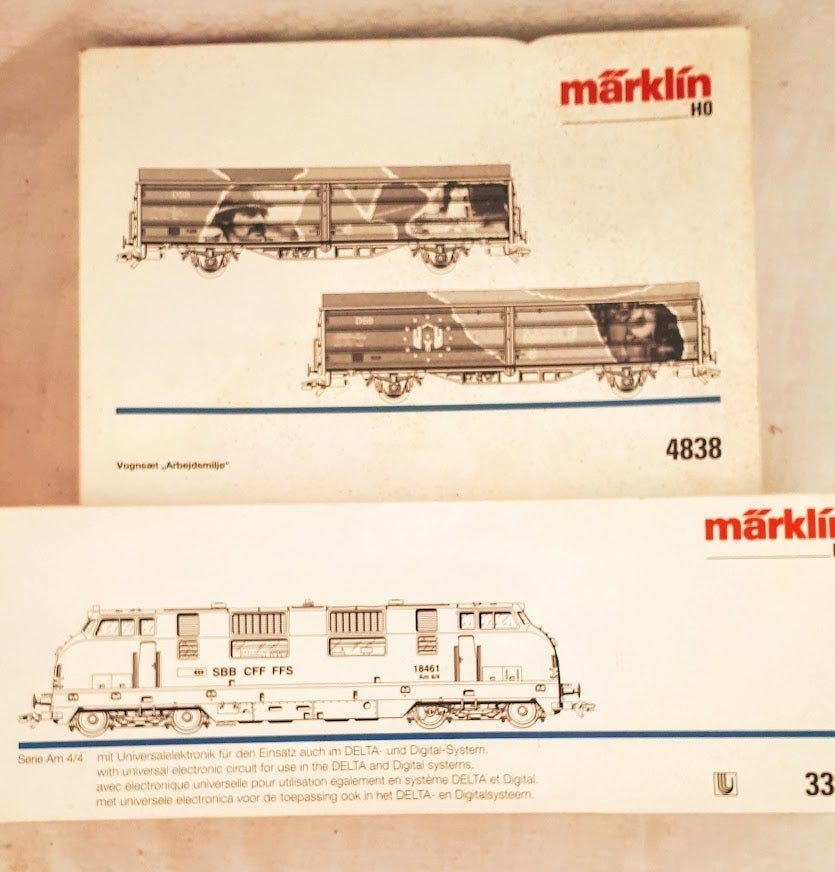 märklin
HO
DSB
DSB
4838
Vognsæt „Arbejdsmiljø“
märklin
SBB CFF FFS
18461
Am 4/4
Serie Am 4/4 mit Universalelektronik für den Einsatz auch im DELTA- und Digital-System.
with universal electronic circuit for use in the DELTA and Digital systems.
avec électronique universelle pour utilisation également en système DELTA et Digital.
met universele electronica voor de toepassing ook in het DELTA- en Digitalsysteem.
U
33